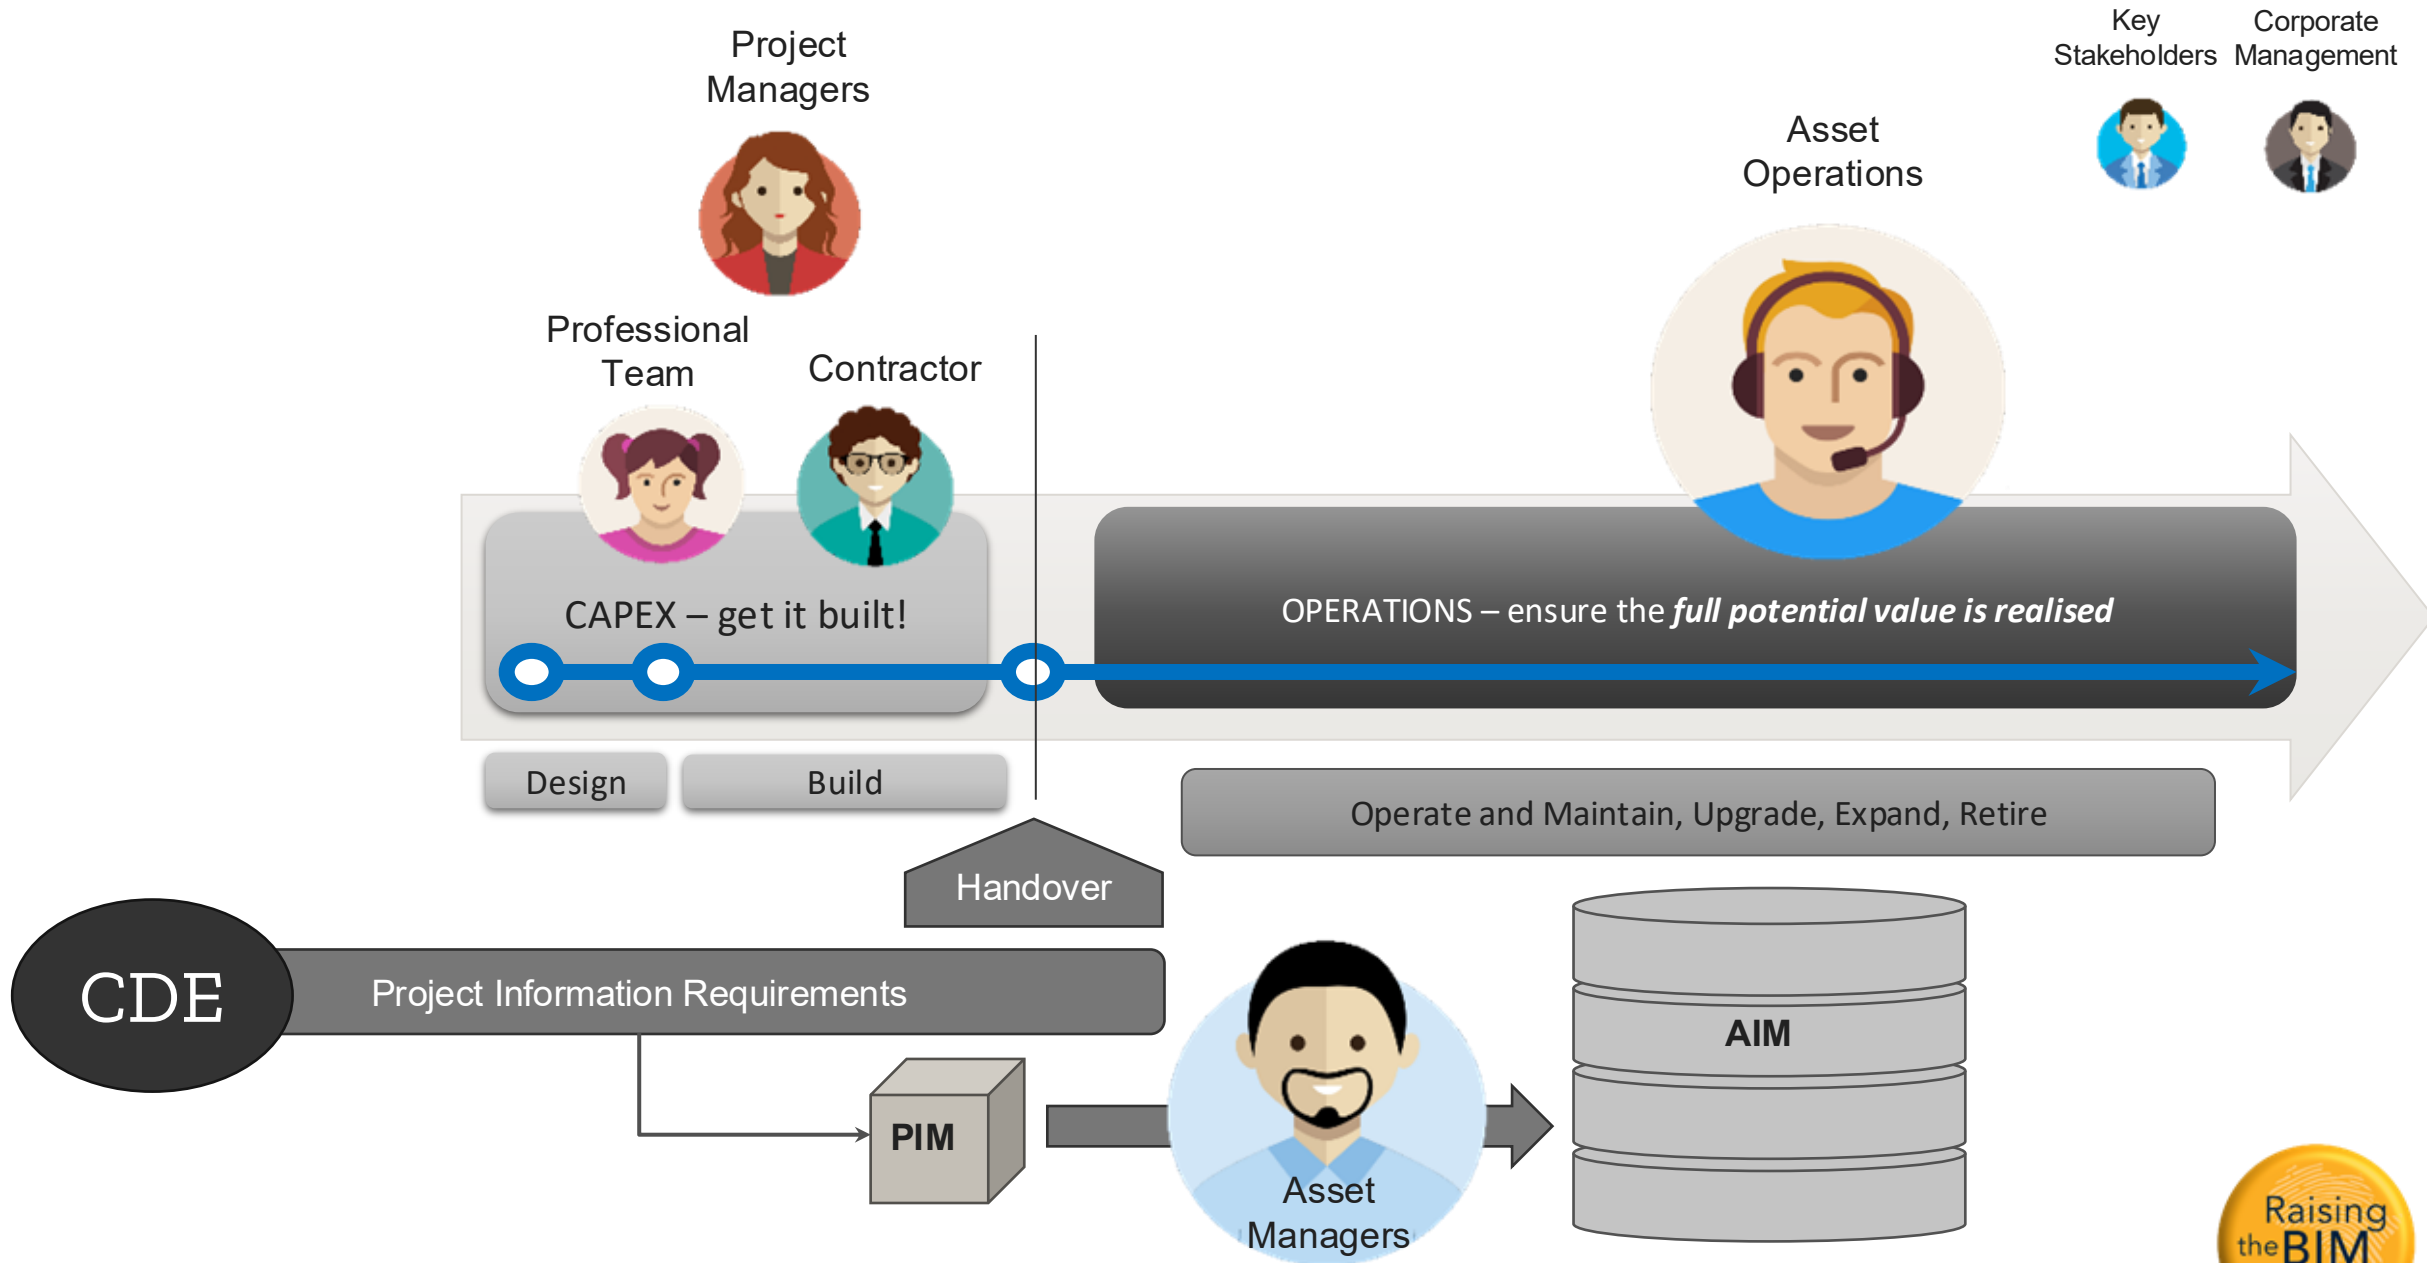 Key
Stakeholders
Corporate
Management
Project
Managers
Asset
Operations
Professional
Team
Contractor
CAPEX – get it built!
OPERATIONS – ensure the full potential value is realised
Design
Build
Operate and Maintain, Upgrade, Expand, Retire
Handover
CDE
Project Information Requirements
AIM
PIM
Asset
Managers
Raising
the BIM